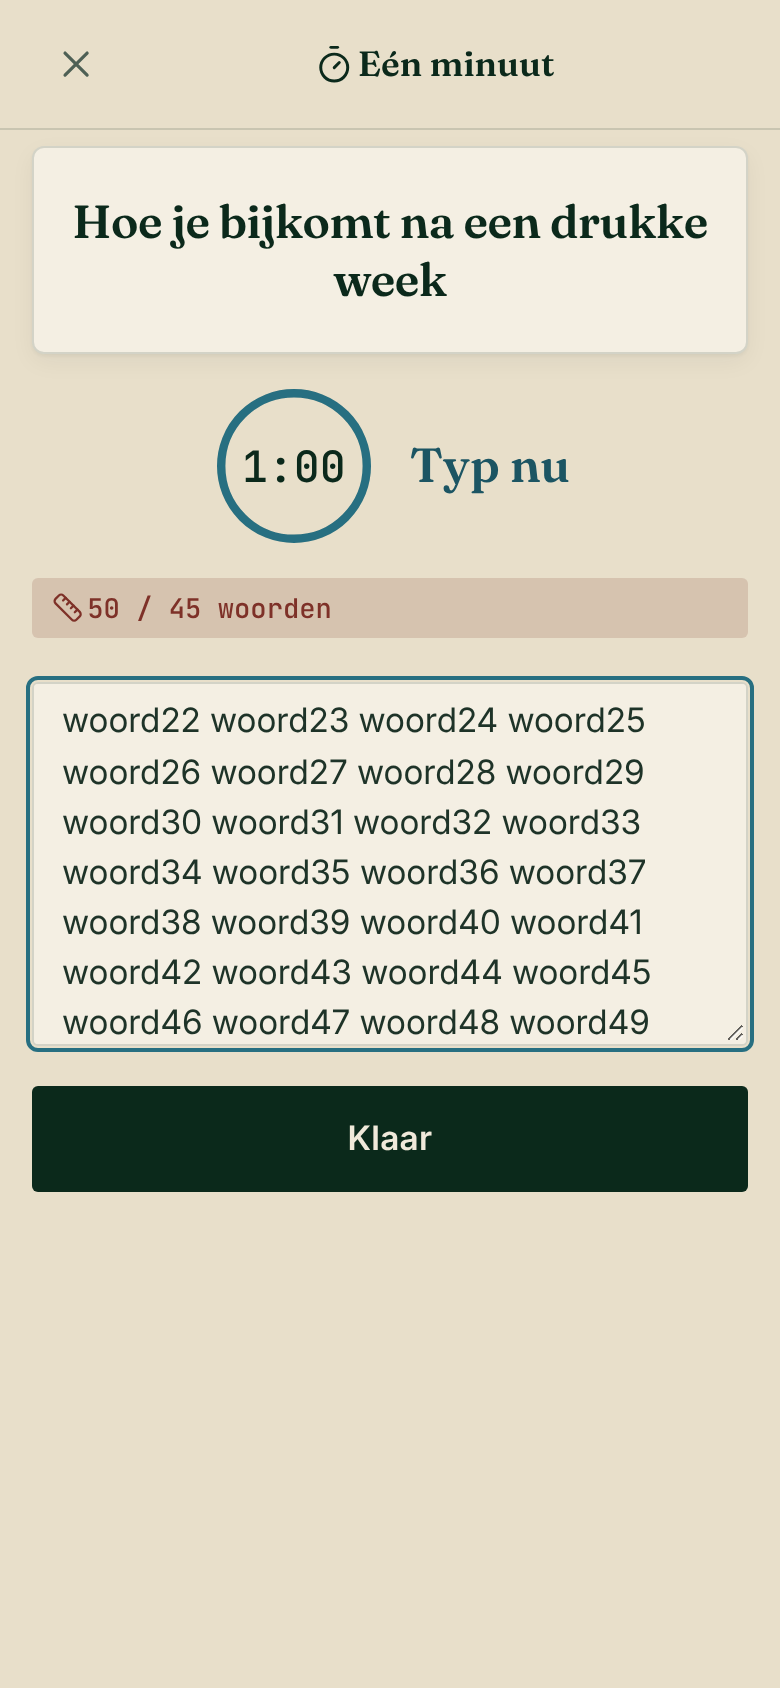 Eén minuut
Hoe je bijkomt na een drukke
week
1:00
Typ nu
50 / 45 woorden
woord22 woord23 woord24 woord25
woord26 woord27 woord28 woord29
woord30 woord31 woord32 woord33
woord34 woord35 woord36 woord37
woord38 woord39 woord40 woord41
woord42 woord43 woord44 woord45
woord46 woord47 woord48 woord49
Klaar